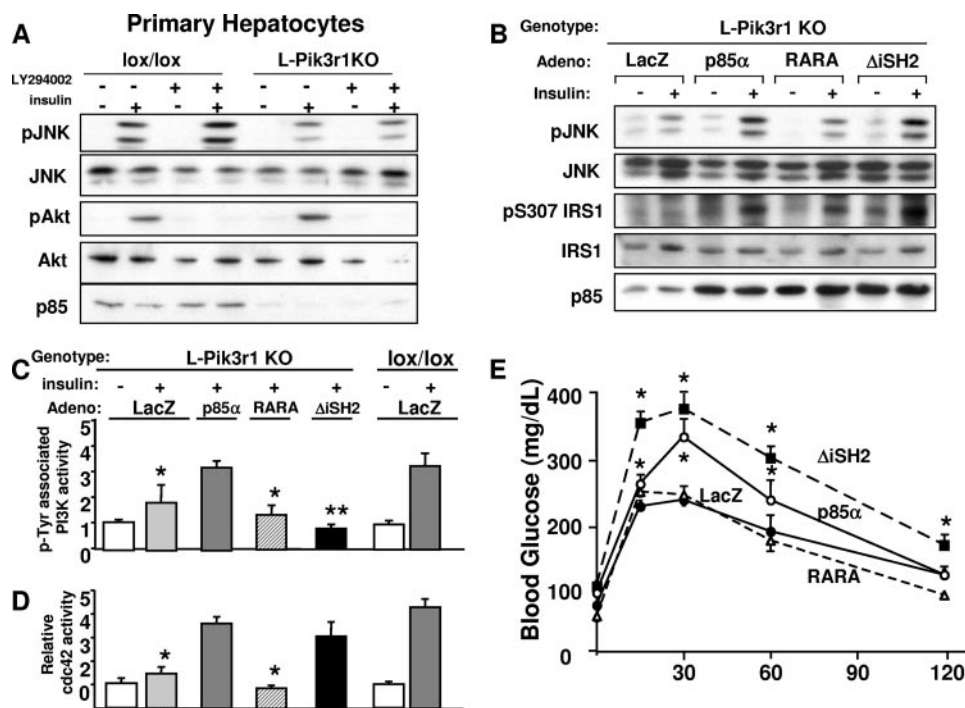 Primary Hepatocytes
A
lox/lox L-Pik3r1KO
LY294002 - - + + - - + +
insulin - + - + - + - +
pJNK
JNK
pAkt
Akt
p85
B
Genotype: L-Pik3r1 KO
Adeno: LacZ p85α RARA ΔiSH2
Insulin: - + - + - + - +
pJNK
JNK
pS307 IRS1
IRS1
p85
C
Genotype: L-Pik3r1 KO lox/lox
insulin: - + + + + - +
Adeno: LacZ p85α RARA ΔiSH2 LacZ
p-Tyr associated
PI3K activity
5
4
3
2
1
0
* * **
D
Relative
cdc42 activity
5
4
3
2
1
0
* *
E
Blood Glucose (mg/dL)
400
300
200
100
0
30 60 90 120
* * * * * * *
ΔiSH2
LacZ
p85α
RARA